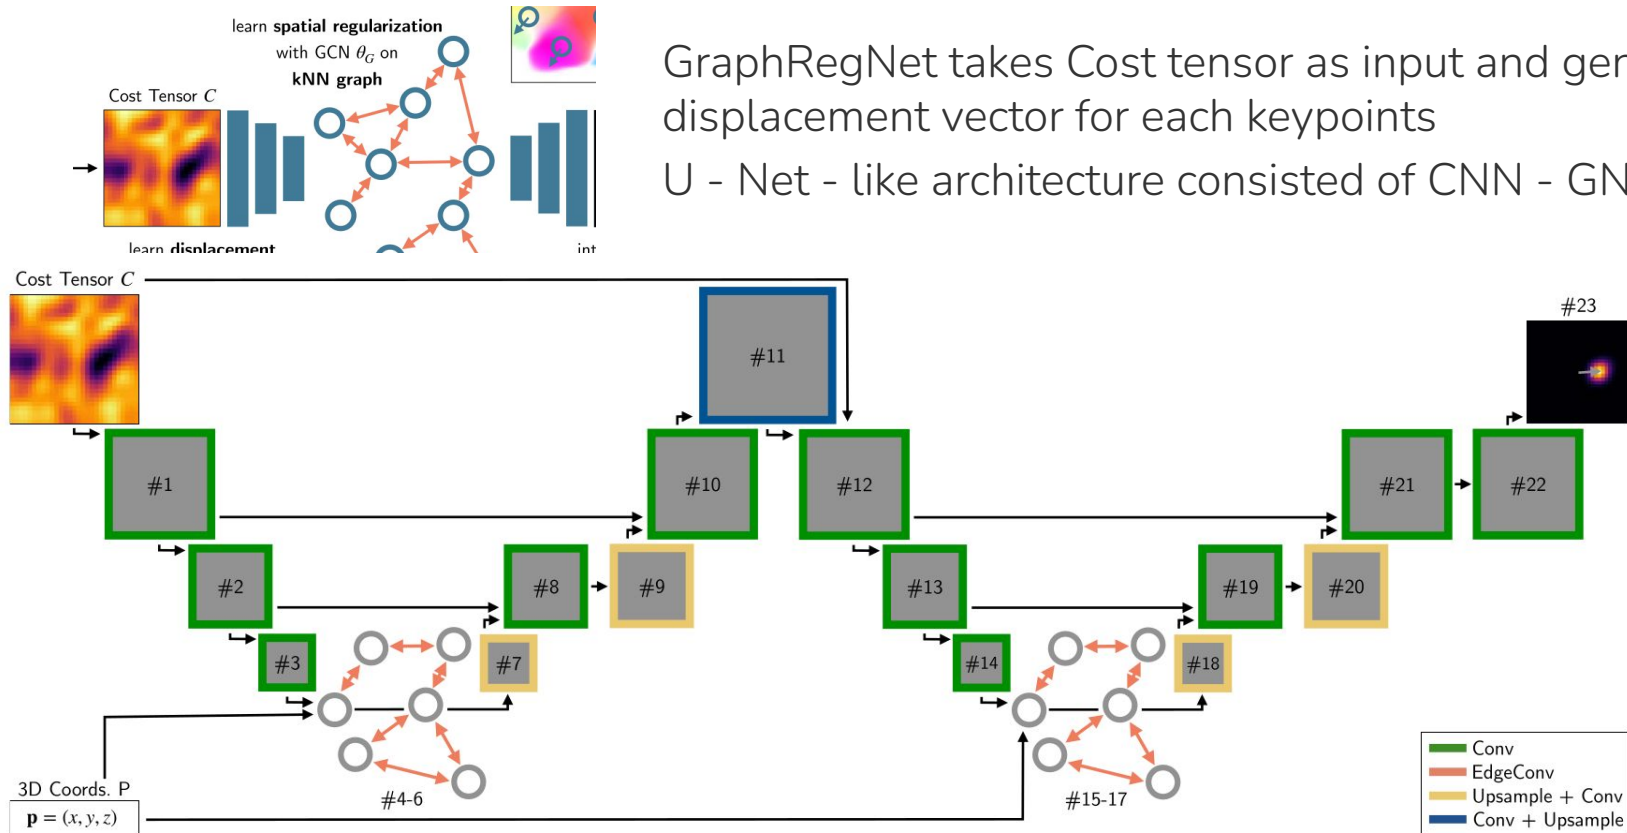 learn spatial regularization
with GCN θG on
kNN graph
Cost Tensor C
learn displacement
GraphRegNet takes Cost tensor as input and
displacement vector for each keypoints
U - Net - like architecture consisted of CNN -
Cost Tensor C
#11
#23
#1
#10
#12
#21
#22
#2
#8
#9
#13
#19
#20
#3
#7
#14
#18
#4-6
#15-17
3D Coords. P
p = (x, y, z)
Conv
EdgeConv
Upsample + Conv
Conv + Upsample